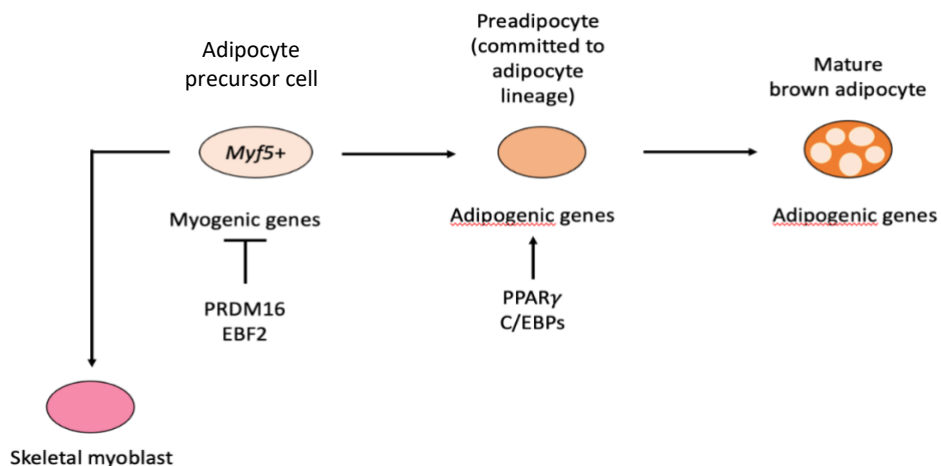 Adipocyte
precursor cell
Preadipocyte
(committed to
adipocyte
lineage)
Mature
brown adipocyte
Myf5+
Myogenic genes
Adipogenic genes
Adipogenic genes
PRDM16
EBF2
PPARγ
C/EBPs
Skeletal myoblast